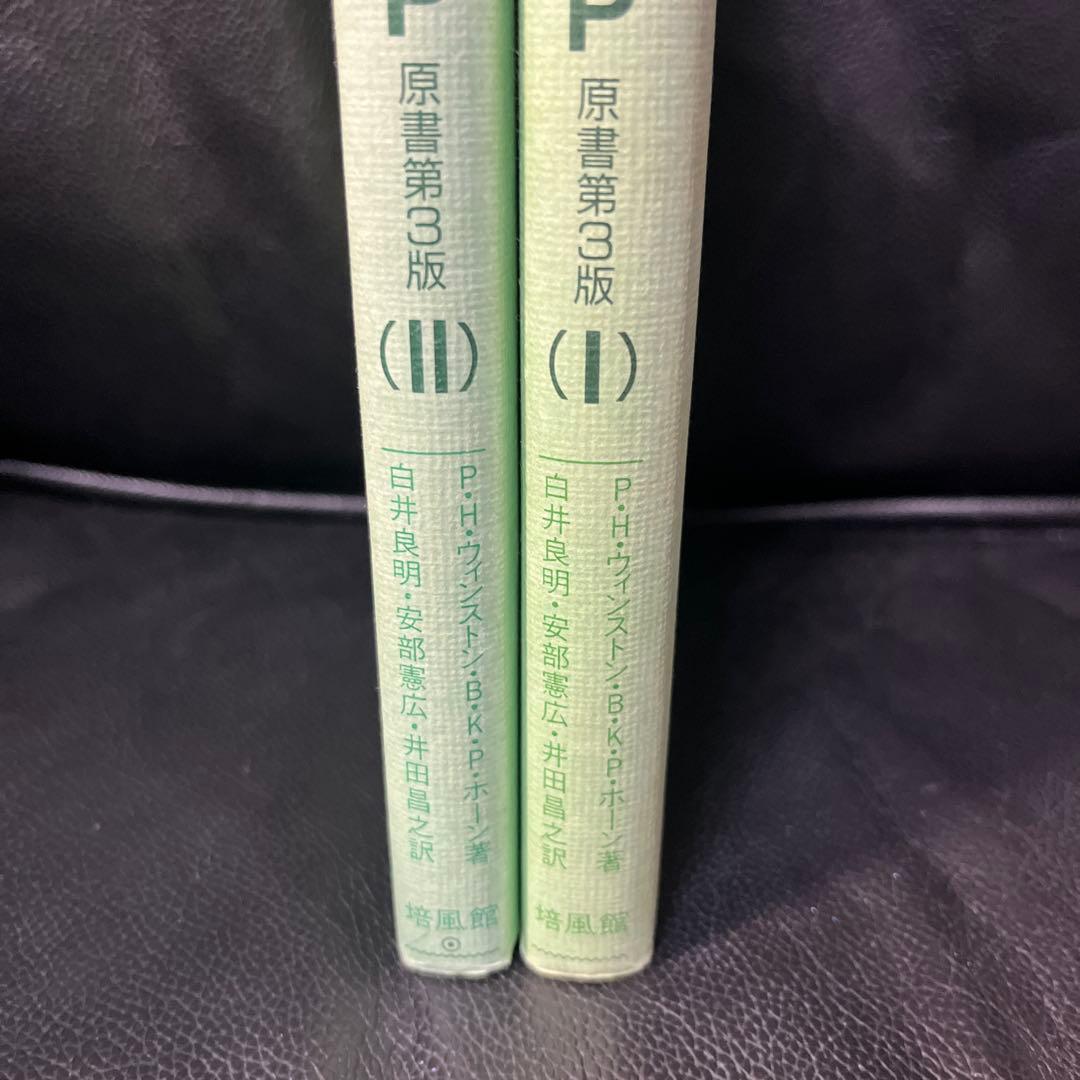 P
原書第3版
(II)
P・H・ウィンストン・B・K・P・ホーン著
白井良明・安部憲広・井田昌之訳
培風館
P
原書第3版
(I)
P・H・ウィンストン・B・K・P・ホーン著
白井良明・安部憲広・井田昌之訳
培風館